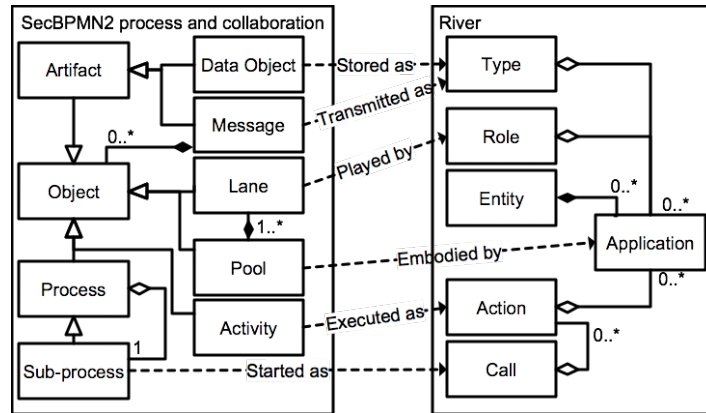 SecBPMN2 process and collaboration
River
Artifact
Data Object
Stored as
Type
Message
Transmitted as
0..*
Object
Lane
Played by
Role
Entity
0..*
1..*
0..*
Pool
Embodied by
Application
Process
0..*
Activity
Executed as
Action
1
0..*
Sub-process
Started as
Call